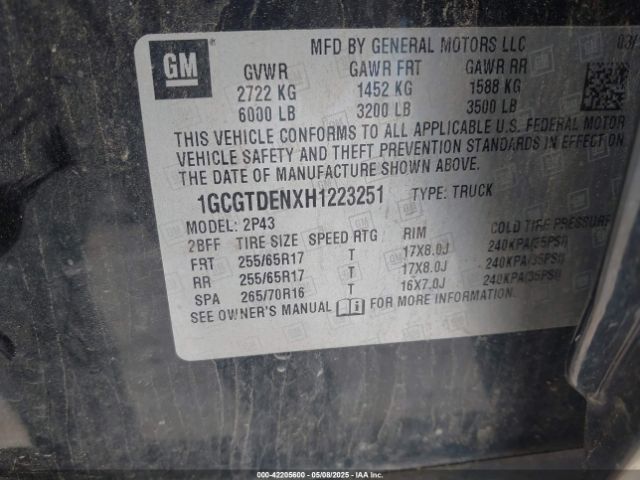 GM
MFD BY GENERAL MOTORS LLC 03/
GVWR GAWR FRT GAWR RR
2722 KG 1452 KG 1588 KG
6000 LB 3200 LB 3500 LB
THIS VEHICLE CONFORMS TO ALL APPLICABLE U.S. FEDERAL MOTOR
VEHICLE SAFETY AND THEFT PREVENTION STANDARDS IN EFFECT ON
THE DATE OF MANUFACTURE SHOWN ABOVE.
1GCGTDENXH1223251 TYPE: TRUCK
MODEL: 2P43
2BFF TIRE SIZE SPEED RTG RIM COLD TIRE PRESSURE
FRT 255/65R17 T 17X8.0J 240KPA/(35PSI)
RR 255/65R17 T 17X8.0J 240KPA/(35PSI)
SPA 265/70R16 T 16X7.0J 240KPA/(35PSI)
SEE OWNER'S MANUAL FOR MORE INFORMATION.
000-42205600 - 05/08/2025 - IAAI.COM